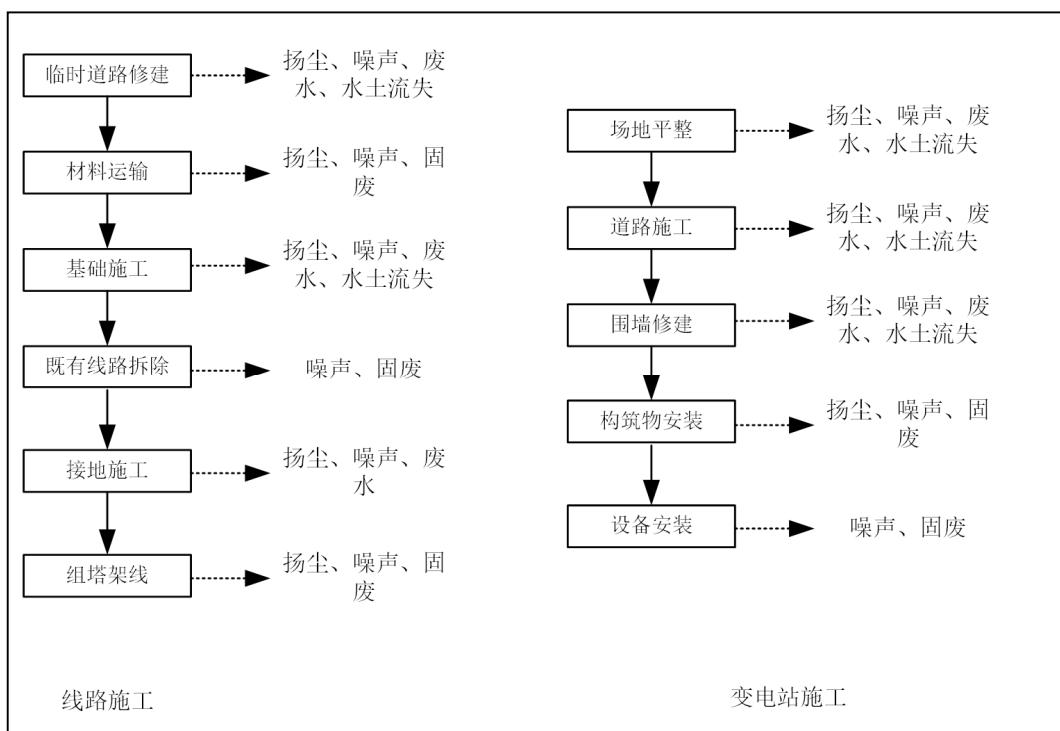 临时道路修建
扬尘、噪声、废
水、水土流失
材料运输
扬尘、噪声、固
废
基础施工
扬尘、噪声、废
水、水土流失
既有线路拆除
噪声、固废
接地施工
扬尘、噪声、废
水
组塔架线
扬尘、噪声、固
废
线路施工
场地平整
扬尘、噪声、废
水、水土流失
道路施工
扬尘、噪声、废
水、水土流失
围墙修建
扬尘、噪声、废
水、水土流失
构筑物安装
扬尘、噪声、固
废
设备安装
噪声、固废
变电站施工